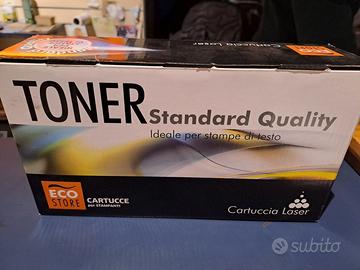 Cartuccia Laser
TONER Standard Quality
Ideale per stampe di testo
ECO
STORE
CARTUCCE
per STAMPANTI
Cartuccia Laser
subito